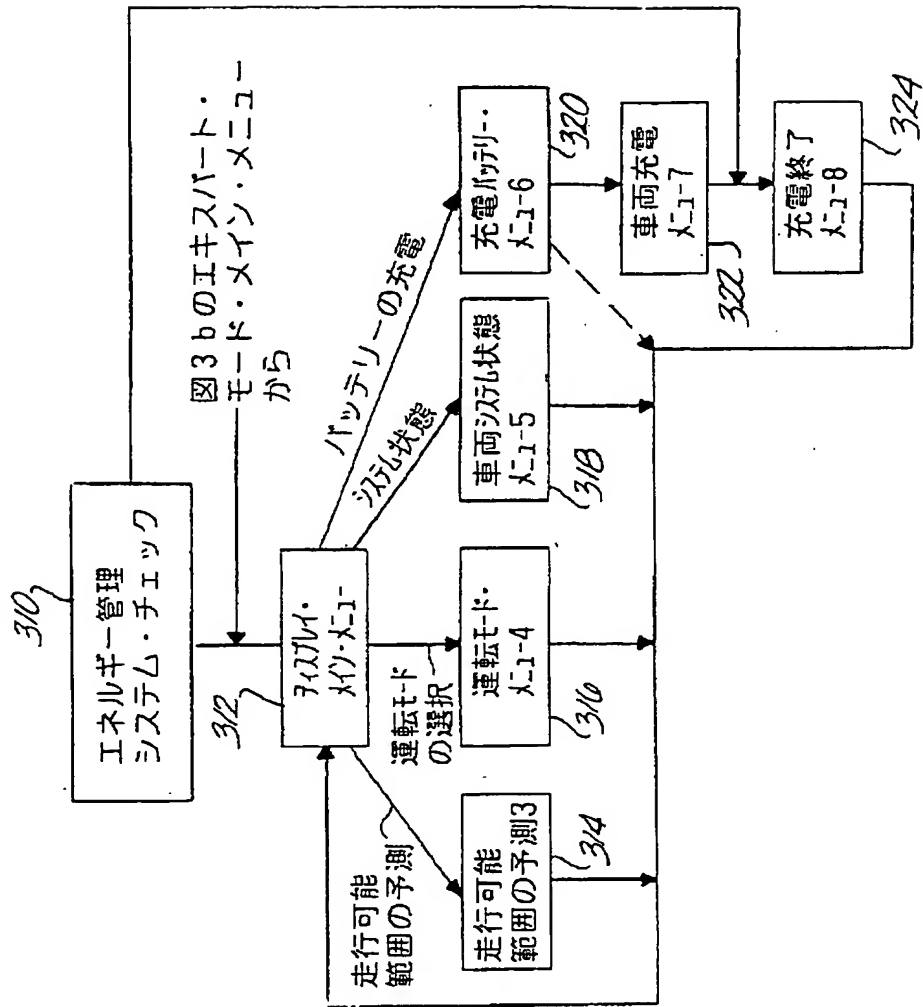 310
エネルギー管理
システム・チェック
図3bのエキスパート・
モード・メイン・メニュー
から
312
ディスプレイ・
メイン・メニュー
走行可能
範囲の予測
運転モード
の選択
システム状態
バッテリーの充電
走行可能
範囲の予測3
314
運転モード・
メニュー4
316
車両システム状態
メニュー5
318
充電バッテリー・
メニュー6
320
車両充電
メニュー7
322
充電終了
メニュー8
324